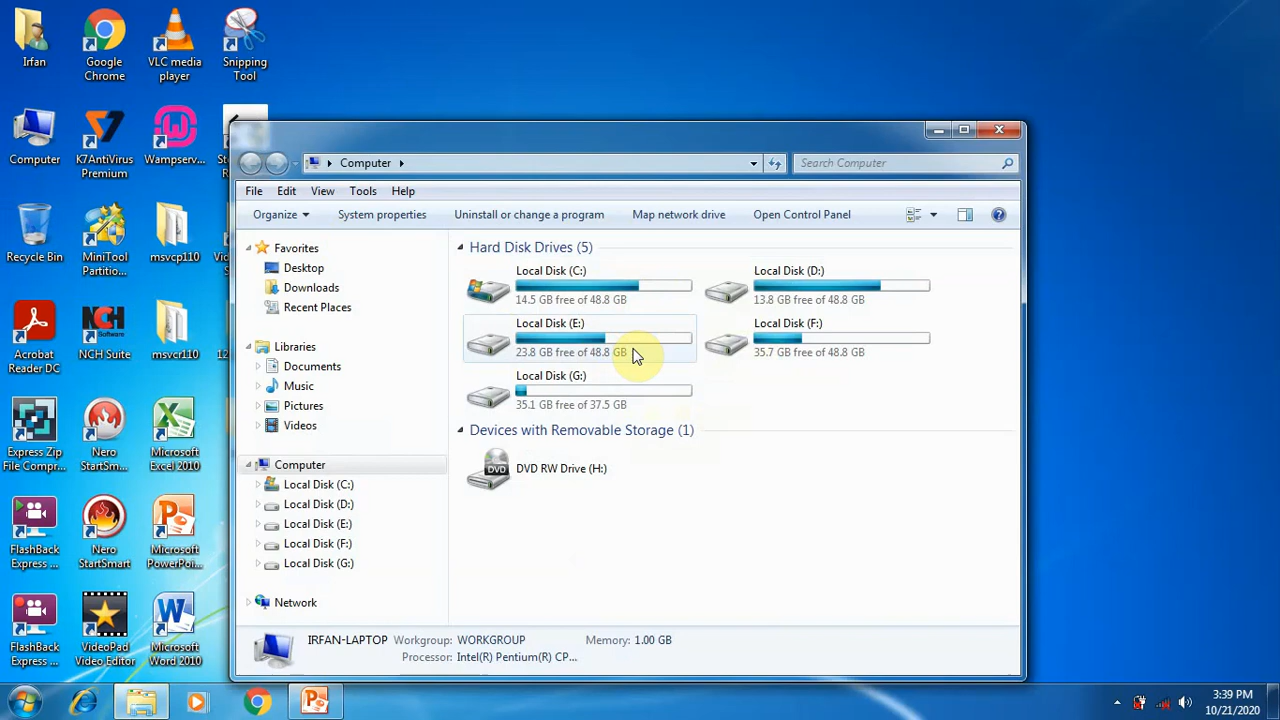 Irfan
Google Chrome
VLC media player
Snipping Tool
Computer
K7AntiVirus Premium
Wampserv...
Recycle Bin
MiniTool Partitio...
msvcp110
Acrobat Reader DC
NCH Suite
msvcr110
Express Zip File Compr...
Nero StartSm...
Microsoft Excel 2010
FlashBack Express ...
Nero StartSmart
Microsoft PowerPoi...
FlashBack Express ...
VideoPad Video Editor
Microsoft Word 2010
Computer
Search Computer
File Edit View Tools Help
Organize System properties Uninstall or change a program Map network drive Open Control Panel
Favorites
Desktop
Downloads
Recent Places
Libraries
Documents
Music
Pictures
Videos
Computer
Local Disk (C:)
Local Disk (D:)
Local Disk (E:)
Local Disk (F:)
Local Disk (G:)
Network
Hard Disk Drives (5)
Local Disk (C:)
14.5 GB free of 48.8 GB
Local Disk (D:)
13.8 GB free of 48.8 GB
Local Disk (E:)
23.8 GB free of 48.8 GB
Local Disk (F:)
35.7 GB free of 48.8 GB
Local Disk (G:)
35.1 GB free of 37.5 GB
Devices with Removable Storage (1)
DVD
DVD RW Drive (H:)
IRFAN-LAPTOP Workgroup: WORKGROUP Memory: 1.00 GB
Processor: Intel(R) Pentium(R) CP...
3:39 PM
10/21/2020